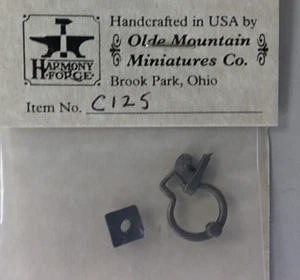 Handcrafted in USA by
Olde Mountain
Miniatures Co.
HARMONY
FORGE
Brook Park, Ohio
Item No. C125